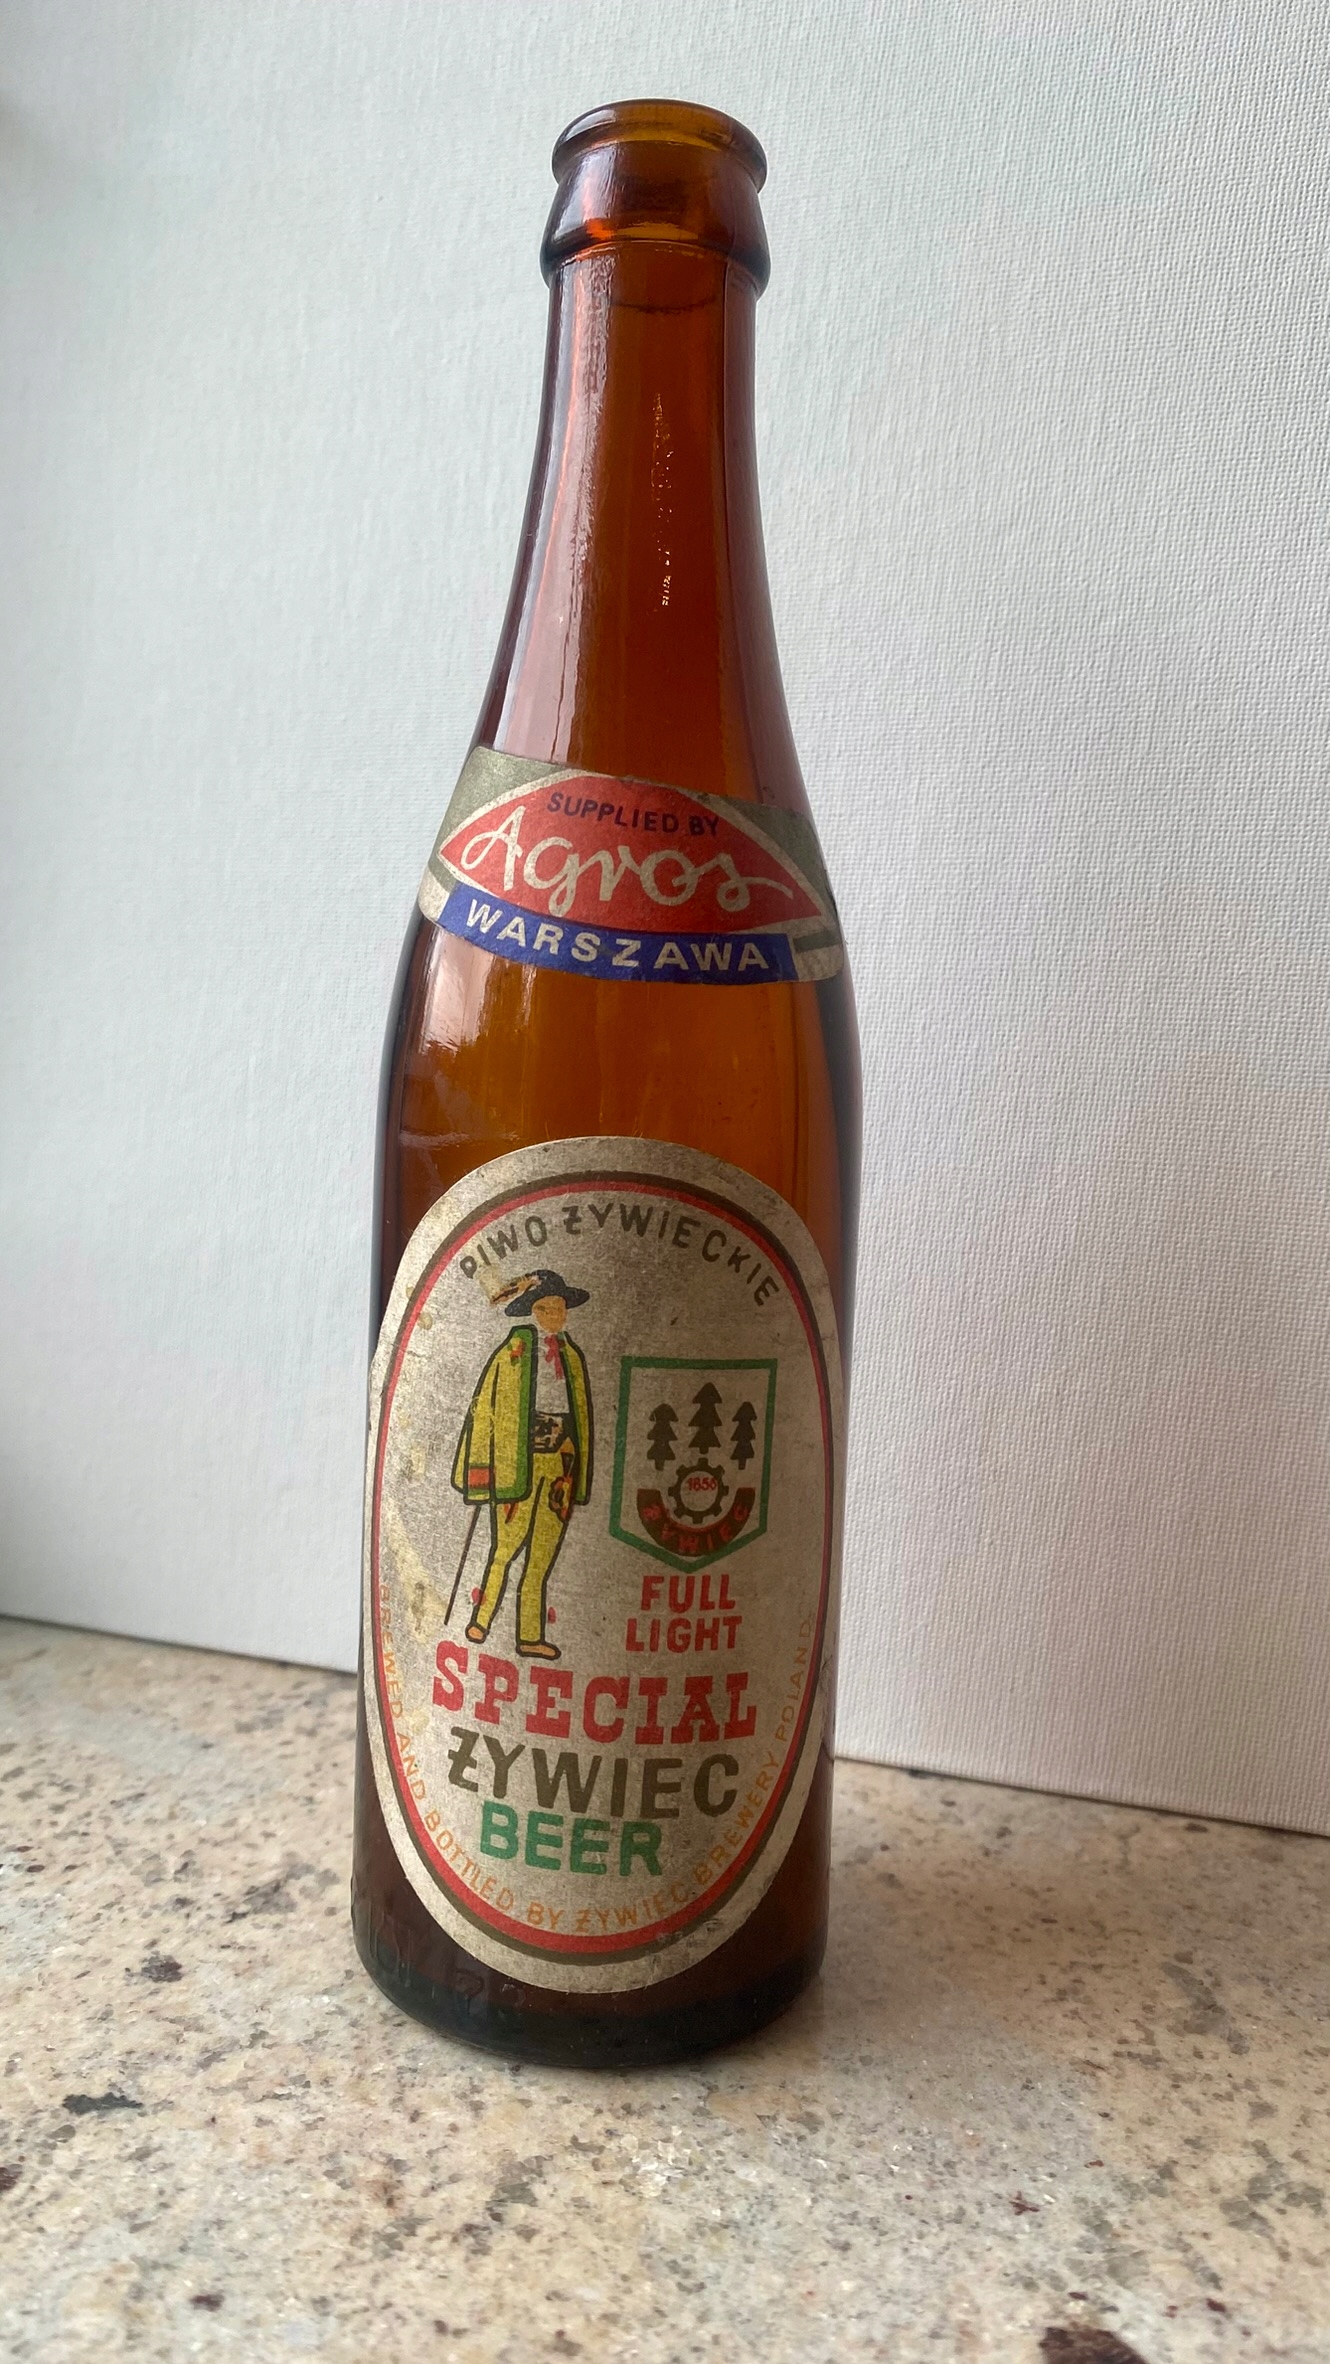 SUPPLIED BY
Agros
WARSZAWA
PIWO ŻYWIECKIE
1856
ŻYWIEC
FULL
LIGHT
SPECIAL
ŻYWIEC
BEER
BREWED AND BOTTLED BY ŻYWIEC BREWERY POLAND